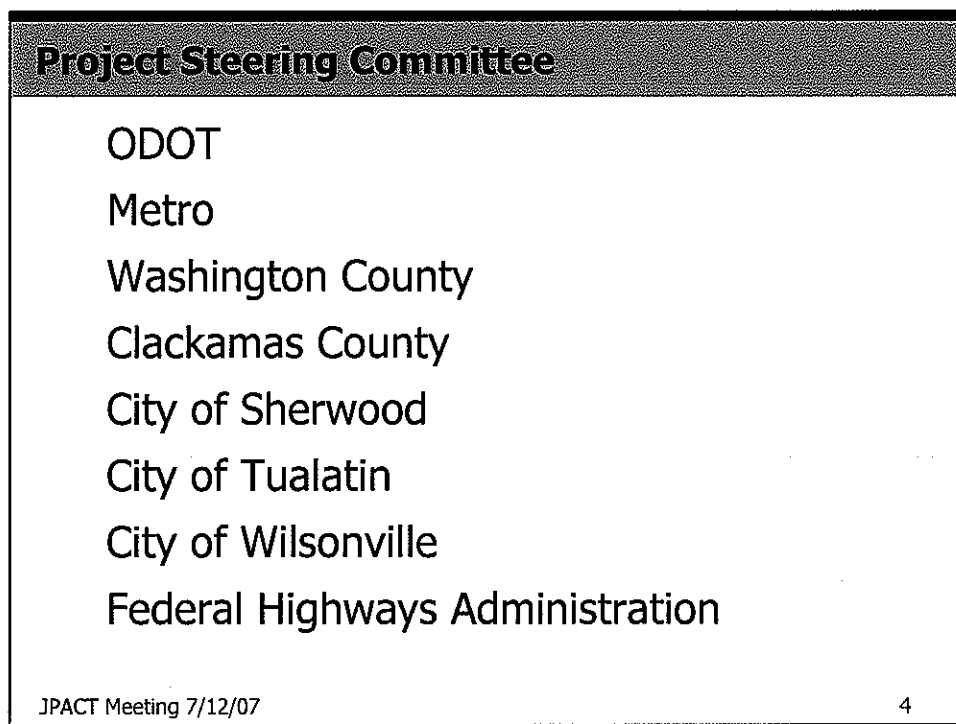 Project Steering Committee
ODOT
Metro
Washington County
Clackamas County
City of Sherwood
City of Tualatin
City of Wilsonville
Federal Highways Administration
JPACT Meeting 7/12/07
4